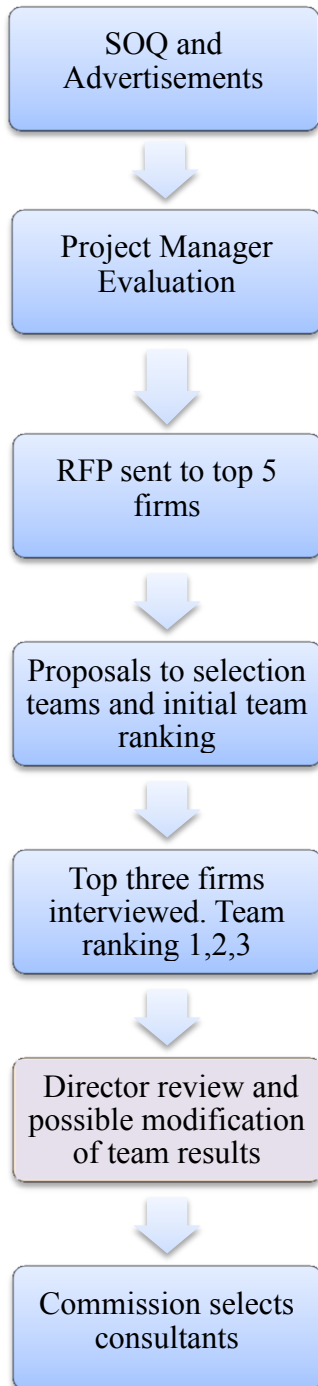 SOQ and
Advertisements
Project Manager
Evaluation
RFP sent to top 5
firms
Proposals to selection
teams and initial team
ranking
Top three firms
interviewed. Team
ranking 1,2,3
Director review and
possible modification
of team results
Commission selects
consultants